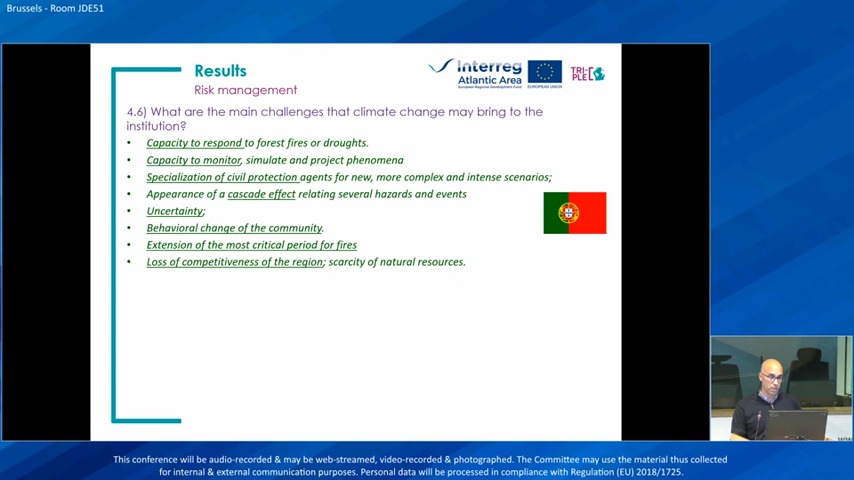 Brussels - Room JDE51
Results
Risk management
Interreg
Atlantic Area
European Regional Development Fund
EUROPEAN UNION
TRI-
PLE
4.6) What are the main challenges that climate change may bring to the
institution?
• Capacity to respond to forest fires or droughts.
• Capacity to monitor, simulate and project phenomena
• Specialization of civil protection agents for new, more complex and intense scenarios;
• Appearance of a cascade effect relating several hazards and events
• Uncertainty;
• Behavioral change of the community.
• Extension of the most critical period for fires
• Loss of competitiveness of the region; scarcity of natural resources.
This conference will be audio-recorded & may be web-streamed, video-recorded & photographed. The Committee may use the material thus collected
for internal & external communication purposes. Personal data will be processed in compliance with Regulation (EU) 2018/1725.